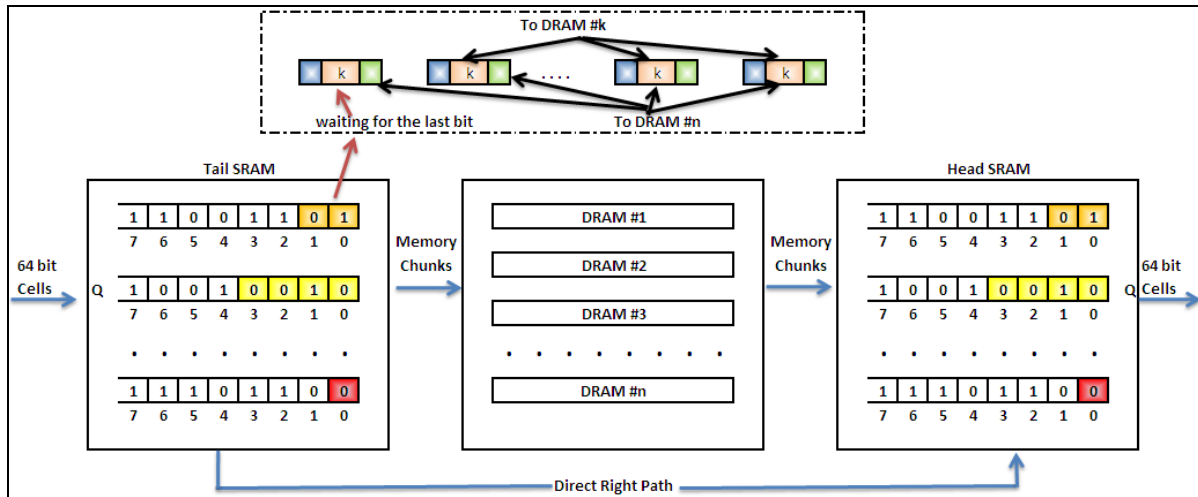 To DRAM #k
k k . . . . k k
waiting for the last bit
To DRAM #n
Tail SRAM
Head SRAM
1 1 0 0 1 1 0 1
7 6 5 4 3 2 1 0
DRAM #1
1 1 0 0 1 1 0 1
7 6 5 4 3 2 1 0
64 bit
Cells
Q
1 0 0 1 0 0 1 0
7 6 5 4 3 2 1 0
Memory
Chunks
DRAM #2
DRAM #3
Memory
Chunks
1 0 0 1 0 0 1 0
7 6 5 4 3 2 1 0
Q
64 bit
Cells
. . . . . . . .
. . . . . . . .
. . . . . . . .
1 1 1 0 1 1 0 0
7 6 5 4 3 2 1 0
DRAM #n
1 1 1 0 1 1 0 0
7 6 5 4 3 2 1 0
Direct Right Path